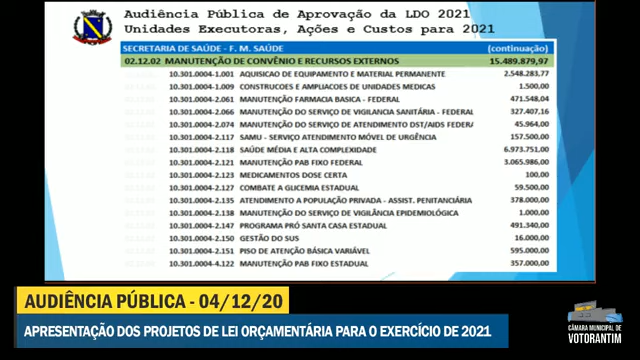 Audiência Pública de Aprovação da LDO 2021
Unidades Executoras, Ações e Custos para 2021
SECRETARIA DE SAÚDE - F. M. SAÚDE (continuação)
02.12.02 MANUTENÇÃO DE CONVÊNIO E RECURSOS EXTERNOS 15.489.879,97
10.301.0004-1.001 AQUISICAO DE EQUIPAMENTO E MATERIAL PERMANENTE 2.548.283,77
10.301.0004-1.009 CONSTRUCOES E AMPLIACOES DE UNIDADES MEDICAS 1.500,00
10.301.0004-2.061 MANUTENÇÃO FARMACIA BASICA - FEDERAL 471.548,04
10.301.0004-2.066 MANUTENÇÃO DO SERVIÇO DE VIGILANCIA SANITÁRIA - FEDERAL 327.407,16
10.301.0004-2.074 MANUTENÇÃO DO SERVIÇO DE ATENDIMENTO DST/AIDS FEDERA 45.964,00
10.301.0004-2.117 SAMU - SERVIÇO ATENDIMENTO MÓVEL DE URGÊNCIA 157.500,00
10.301.0004-2.118 SAÚDE MÉDIA E ALTA COMPLEXIDADE 6.973.751,00
10.301.0004-2.121 MANUTENÇÃO PAB FIXO FEDERAL 3.065.986,00
10.301.0004-2.123 MEDICAMENTOS DOSE CERTA 100,00
10.301.0004-2.127 COMBATE A GLICEMIA ESTADUAL 59.500,00
10.301.0004-2.135 ATENDIMENTO A POPULAÇÃO PRIVADA - ASSIST. PENITANCIÁRIA 378.000,00
10.301.0004-2.138 MANUTENÇÃO DO SERVIÇO DE VIGILÂNCIA EPIDEMIOLÓGICA 1.000,00
10.301.0004-2.147 PROGRAMA PRÓ SANTA CASA ESTADUAL 491.340,00
10.301.0004-2.150 GESTÃO DO SUS 16.000,00
10.301.0004-2.151 PISO DE ATENÇÃO BÁSICA VARIÁVEL 595.000,00
10.301.0004-4.122 MANUTENÇÃO PAB FIXO ESTADUAL 357.000,00
AUDIÊNCIA PÚBLICA - 04/12/20
APRESENTAÇÃO DOS PROJETOS DE LEI ORÇAMENTÁRIA PARA O EXERCÍCIO DE 2021
CÂMARA MUNICIPAL DE
VOTORANTIM